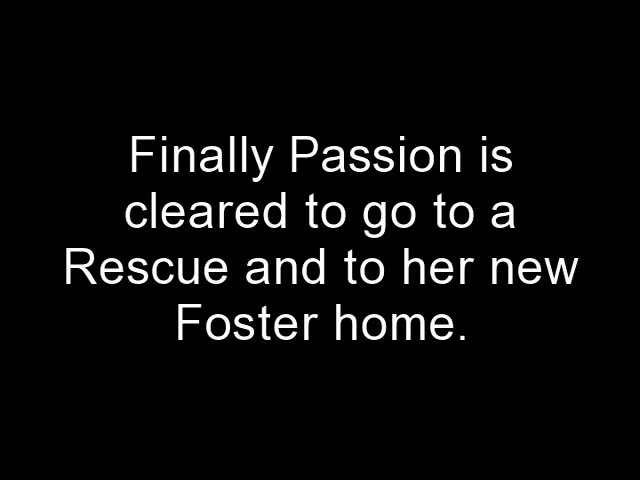 Finally Passion is
cleared to go to a
Rescue and to her new
Foster home.